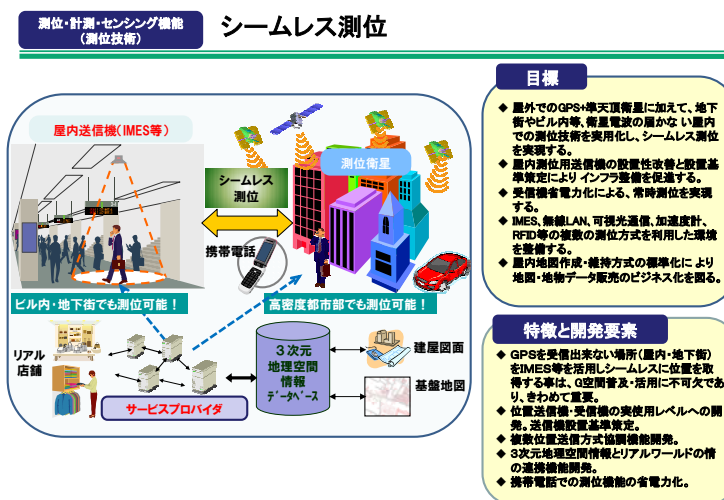 測位・計測・センシング機能
（測位技術）
シームレス測位
屋内送信機（IMES等）
シームレス
測位
測位衛星
携帯電話
ビル内・地下街でも測位可能！
高密度都市部でも測位可能！
リアル
店舗
サービスプロバイダ
３次元
地理空間
情報
ﾃﾞｰﾀﾍﾞｰｽ
建屋図面
基盤地図
目標
◆ 屋外でのGPS+準天頂衛星に加えて、地下
街やビル内等、衛星電波の届かない屋内
での測位技術を実用化し、シームレス測位
を実現する。
◆ 屋内測位用送信機の設置性改善と設置基
準策定により インフラ整備を促進する。
◆ 受信機省電力化による、常時測位を実現
する。
◆ IMES、無線LAN、可視光通信、加速度計、
RFID等の複数の測位方式を利用した環境
を整備する。
◆ 屋内地図作成・維持方式の標準化により
地図・地物データ販売のビジネス化を図る。
特徴と開発要素
◆ GPSを受信出来ない場所（屋内・地下街）
をIMES等を活用しシームレスに位置を取
得する事は、G空間普及・活用に不可欠であ
り、きわめて重要。
◆ 位置送信機・受信機の実使用レベルへの開
発。送信機設置基準策定。
◆ 複数位置送信方式協調機能開発。
◆ 3次元地理空間情報とリアルワールドの情
の連携機能開発。
◆ 携帯電話での測位機能の省電力化。